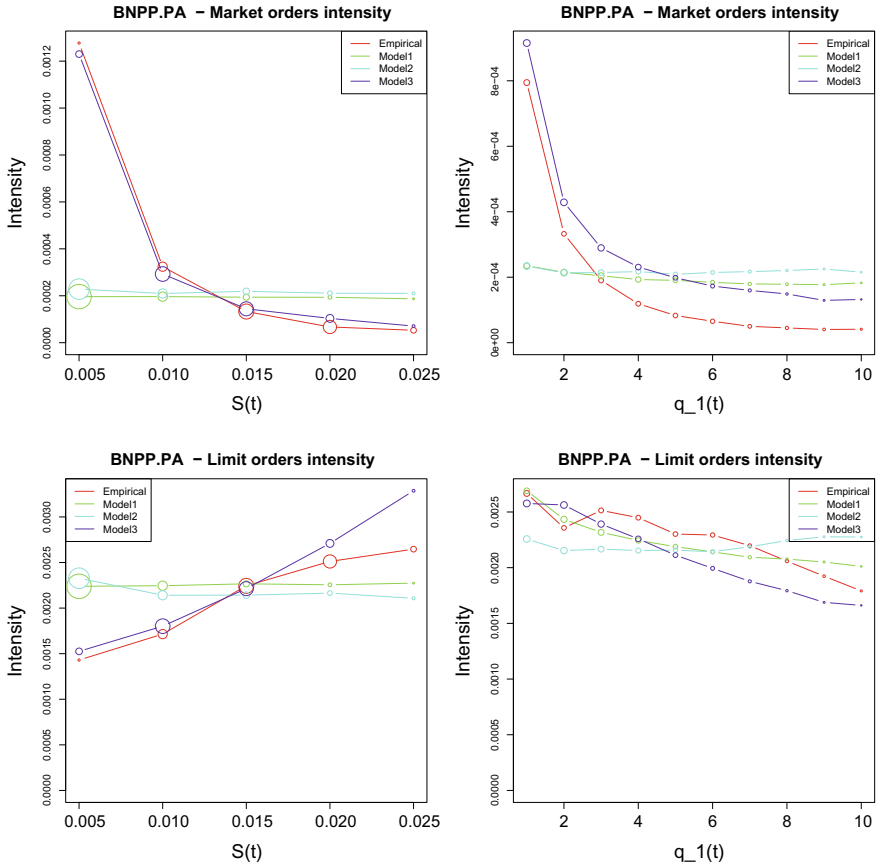 BNPP.PA – Market orders intensity
Intensity
0.0012
0.0010
0.0008
0.0006
0.0004
0.0002
0.0000
Empirical
Model1
Model2
Model3
0.005 0.010 0.015 0.020 0.025
S(t)
BNPP.PA – Market orders intensity
Intensity
8e−04
6e−04
4e−04
2e−04
0e+00
Empirical
Model1
Model2
Model3
2 4 6 8 10
q_1(t)
BNPP.PA – Limit orders intensity
Intensity
0.0030
0.0025
0.0020
0.0015
0.0010
0.0005
0.0000
Empirical
Model1
Model2
Model3
0.005 0.010 0.015 0.020 0.025
S(t)
BNPP.PA – Limit orders intensity
Intensity
0.0025
0.0020
0.0015
0.0010
0.0005
0.0000
Empirical
Model1
Model2
Model3
2 4 6 8 10
q_1(t)